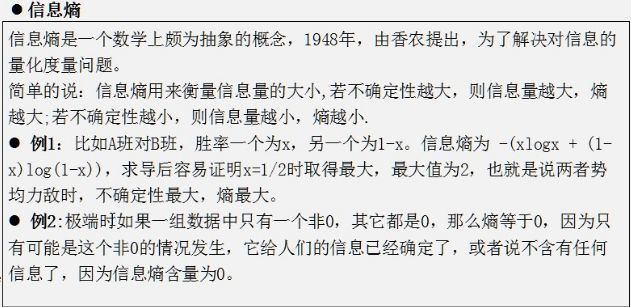 ● 信息熵
信息熵是一个数学上颇为抽象的概念，1948年，由香农提出，为了解决对信息的
量化度量问题。
简单的说：信息熵用来衡量信息量的大小,若不确定性越大，则信息量越大，熵
越大;若不确定性越小，则信息量越小，熵越小.
● 例1：比如A班对B班，胜率一个为x，另一个为1-x。信息熵为 -(xlogx + (1-
x)log(1-x))，求导后容易证明x=1/2时取得最大，最大值为2，也就是说两者势
均力敌时，不确定性最大，熵最大。
● 例2:极端时如果一组数据中只有一个非0，其它都是0，那么熵等于0，因为只
有可能是这个非0的情况发生，它给人们的信息已经确定了，或者说不含有任何
信息了，因为信息熵含量为0。